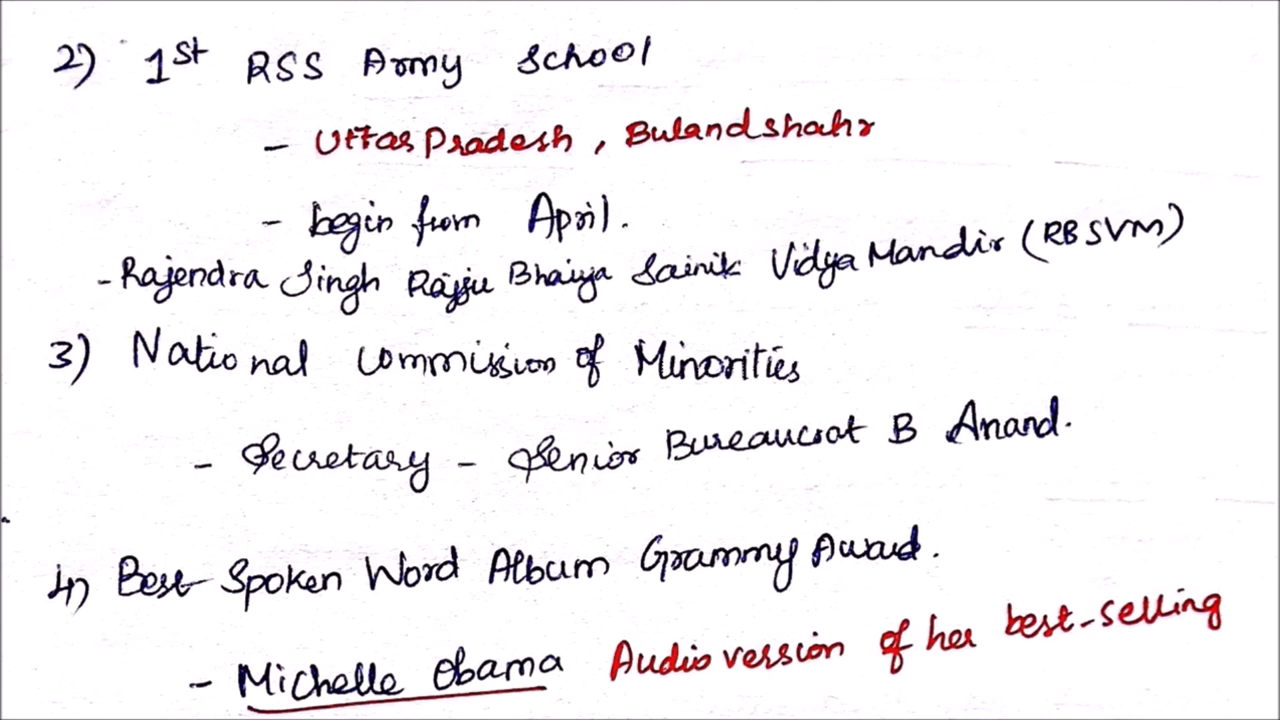 2) 1st RSS Army School
- Uttar Pradesh, Bulandshahr
- begin from April.
- Rajendra Singh Rajju Bhaiya Sainik Vidya Mandir (RBSVM)
3) National Commission of Minorities
- Secretary - Senior Bureaucrat B Anand.
4) Best Spoken Word Album Grammy Award.
- Michelle Obama Audio version of her best-selling